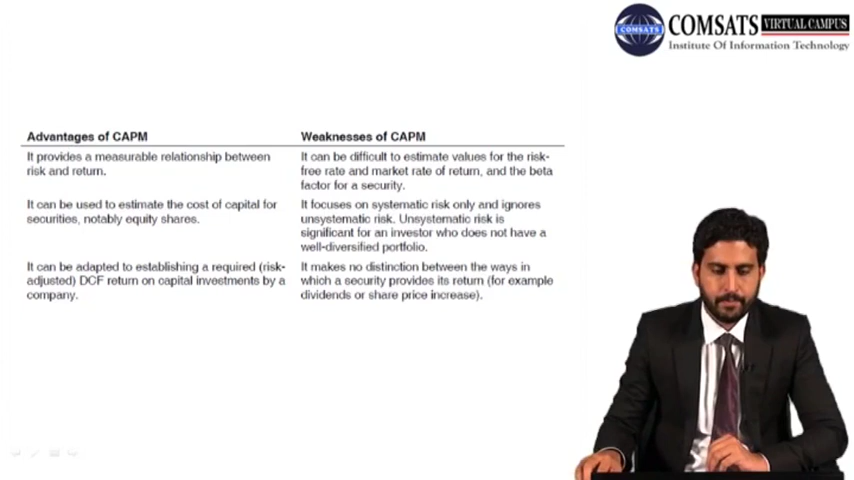 COMSATS VIRTUAL CAMPUS
COMSATS
Institute Of Information Technology
Advantages of CAPM
Weaknesses of CAPM
It provides a measurable relationship between
risk and return.
It can be difficult to estimate values for the risk-
free rate and market rate of return, and the beta
factor for a security.
It can be used to estimate the cost of capital for
securities, notably equity shares.
It focuses on systematic risk only and ignores
unsystematic risk. Unsystematic risk is
significant for an investor who does not have a
well-diversified portfolio.
It can be adapted to establishing a required (risk-
adjusted) DCF return on capital investments by a
company.
It makes no distinction between the ways in
which a security provides its return (for example
dividends or share price increase).